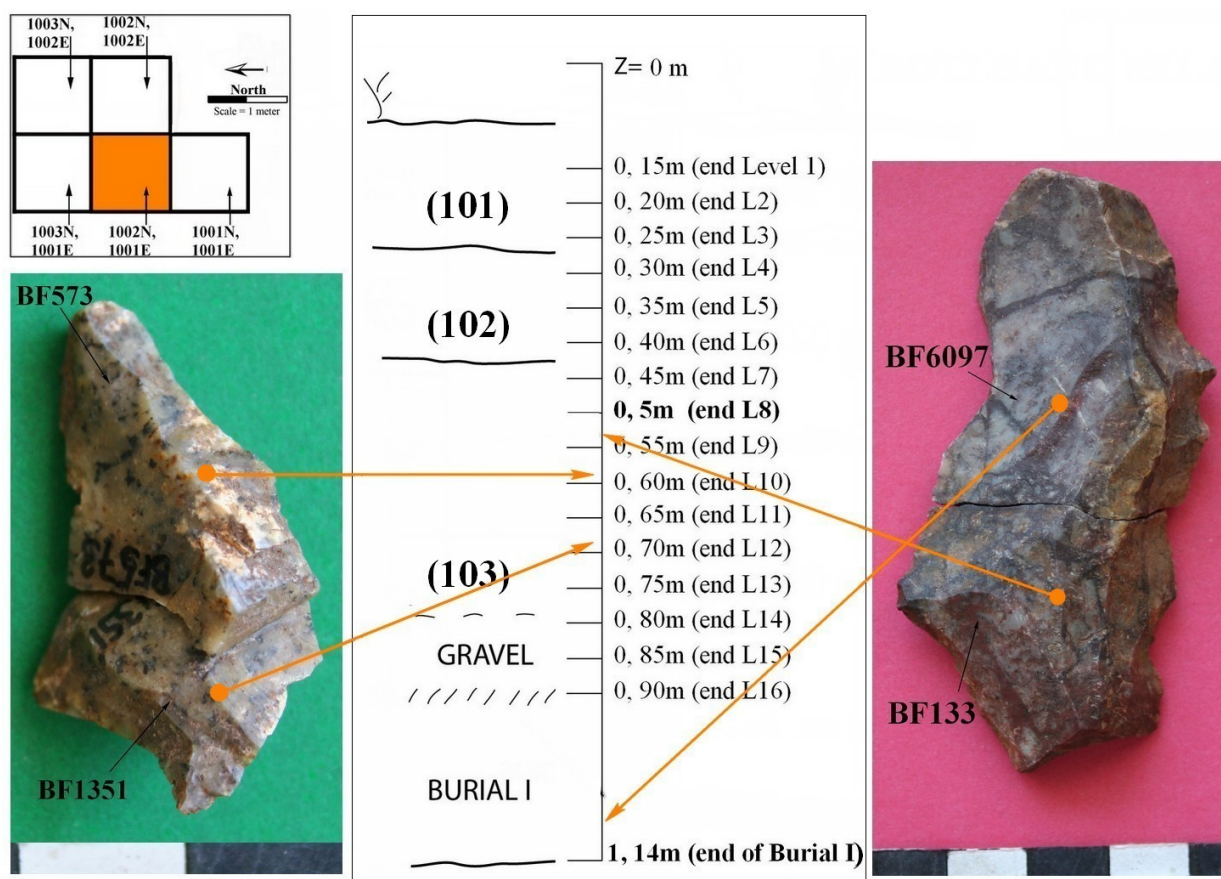 1003N,
1002E
1002N,
1002E
North
Scale = 1 meter
1003N,
1001E
1002N,
1001E
1001N,
1001E
BF573
BF573
351
BF1351
Z= 0 m
0, 15m (end Level 1)
(101)
0, 20m (end L2)
0, 25m (end L3)
0, 30m (end L4)
(102)
0, 35m (end L5)
0, 40m (end L6)
0, 45m (end L7)
0, 5m (end L8)
0, 55m (end L9)
0, 60m (end L10)
0, 65m (end L11)
0, 70m (end L12)
(103)
0, 75m (end L13)
0, 80m (end L14)
GRAVEL
0, 85m (end L15)
0, 90m (end L16)
BURIAL I
1, 14m (end of Burial I)
BF6097
BF133